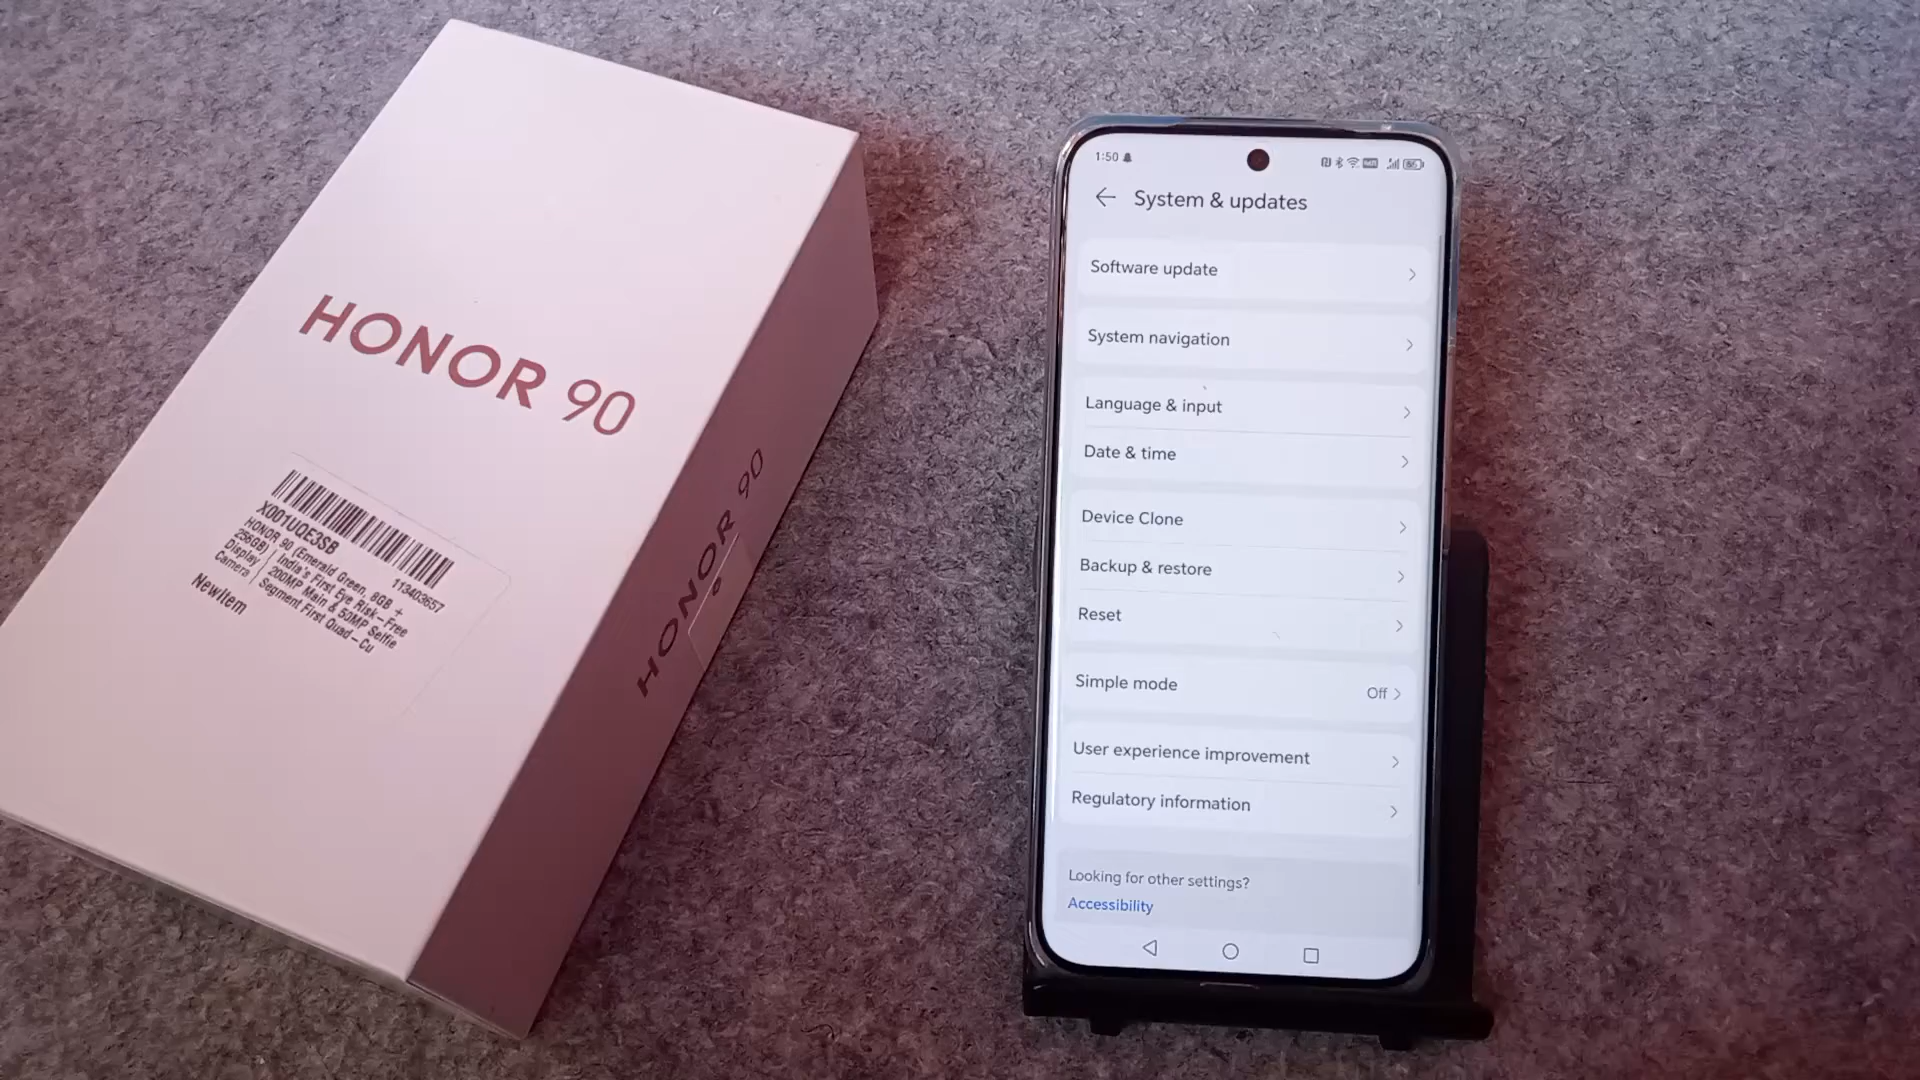 HONOR 90
X001UQE3SB
113403657
HONOR 90 (Emerald Green, 8GB +
256GB) | India's First Eye Risk-Free
Display | 200MP Main & 50MP Selfie
Camera | Segment First Quad-Cu
NewItem
HONOR 90
1:50
System & updates
Software update
System navigation
Language & input
Date & time
Device Clone
Backup & restore
Reset
Simple mode
Off
User experience improvement
Regulatory information
Looking for other settings?
Accessibility